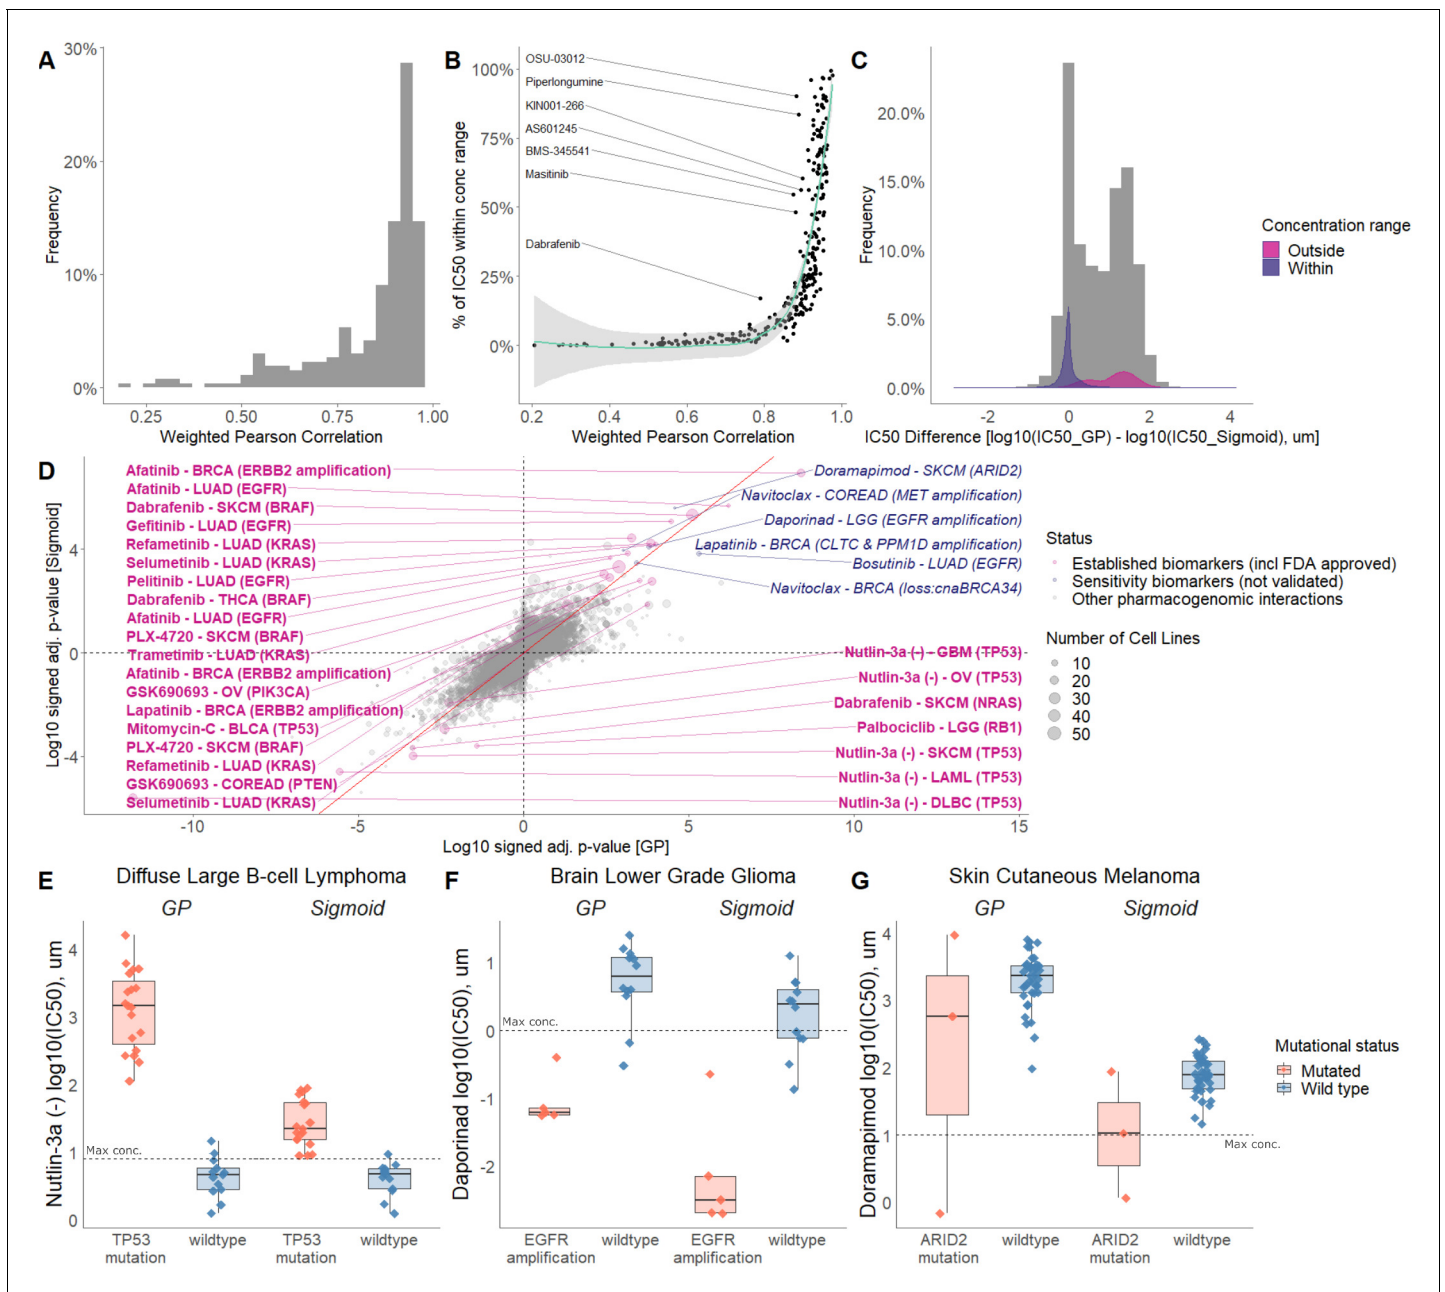 A
30%
20%
10%
0%
Frequency
0.25
0.50
0.75
1.00
Weighted Pearson Correlation
B
100%
75%
50%
25%
0%
% of IC50 within conc range
OSU-03012
Piperlongumine
KIN001-266
AS601245
BMS-345541
Masitinib
Dabrafenib
0.2
0.4
0.6
0.8
1.0
Weighted Pearson Correlation
C
20.0%
15.0%
10.0%
5.0%
0.0%
Frequency
-2
0
2
4
IC50 Difference [log10(IC50_GP) - log10(IC50_Sigmoid), um]
Concentration range
Outside
Within
D
Log10 signed adj. p-value [Sigmoid]
4
0
-4
Afatinib - BRCA (ERBB2 amplification)
Afatinib - LUAD (EGFR)
Dabrafenib - SKCM (BRAF)
Gefitinib - LUAD (EGFR)
Refametinib - LUAD (KRAS)
Selumetinib - LUAD (KRAS)
Pelitinib - LUAD (EGFR)
Dabrafenib - THCA (BRAF)
Afatinib - LUAD (EGFR)
PLX-4720 - SKCM (BRAF)
Trametinib - LUAD (KRAS)
Afatinib - BRCA (ERBB2 amplification)
GSK690693 - OV (PIK3CA)
Lapatinib - BRCA (ERBB2 amplification)
Mitomycin-C - BLCA (TP53)
PLX-4720 - SKCM (BRAF)
Refametinib - LUAD (KRAS)
GSK690693 - COREAD (PTEN)
Selumetinib - LUAD (KRAS)
Doramapimod - SKCM (ARID2)
Navitoclax - COREAD (MET amplification)
Daporinad - LGG (EGFR amplification)
Lapatinib - BRCA (CLTC & PPM1D amplification)
Bosutinib - LUAD (EGFR)
Navitoclax - BRCA (loss:cnaBRCA34)
Nutlin-3a (-) - GBM (TP53)
Nutlin-3a (-) - OV (TP53)
Dabrafenib - SKCM (NRAS)
Palbociclib - LGG (RB1)
Nutlin-3a (-) - SKCM (TP53)
Nutlin-3a (-) - LAML (TP53)
Nutlin-3a (-) - DLBC (TP53)
-10
-5
0
5
10
15
Log10 signed adj. p-value [GP]
Status
Established biomarkers (incl FDA approved)
Sensitivity biomarkers (not validated)
Other pharmacogenomic interactions
Number of Cell Lines
10
20
30
40
50
E
Diffuse Large B-cell Lymphoma
GP
Sigmoid
Nutlin-3a (-) log10(IC50), um
4
3
2
1
0
Max conc.
TP53 mutation
wildtype
TP53 mutation
wildtype
F
Brain Lower Grade Glioma
GP
Sigmoid
Daporinad log10(IC50), um
1
0
-1
-2
Max conc.
EGFR amplification
wildtype
EGFR amplification
wildtype
G
Skin Cutaneous Melanoma
GP
Sigmoid
Doramapimod log10(IC50), um
4
3
2
1
0
Max conc.
ARID2 mutation
wildtype
ARID2 mutation
wildtype
Mutational status
Mutated
Wild type